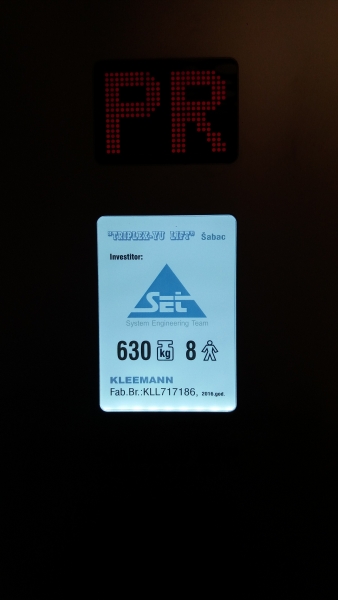 PR
"TRIPLEX-YU LIFT" Šabac
Investitor:
SET
System Engineering Team
630 kg 8
KLEEMANN
Fab.Br.:KLL717186, 2016.god.